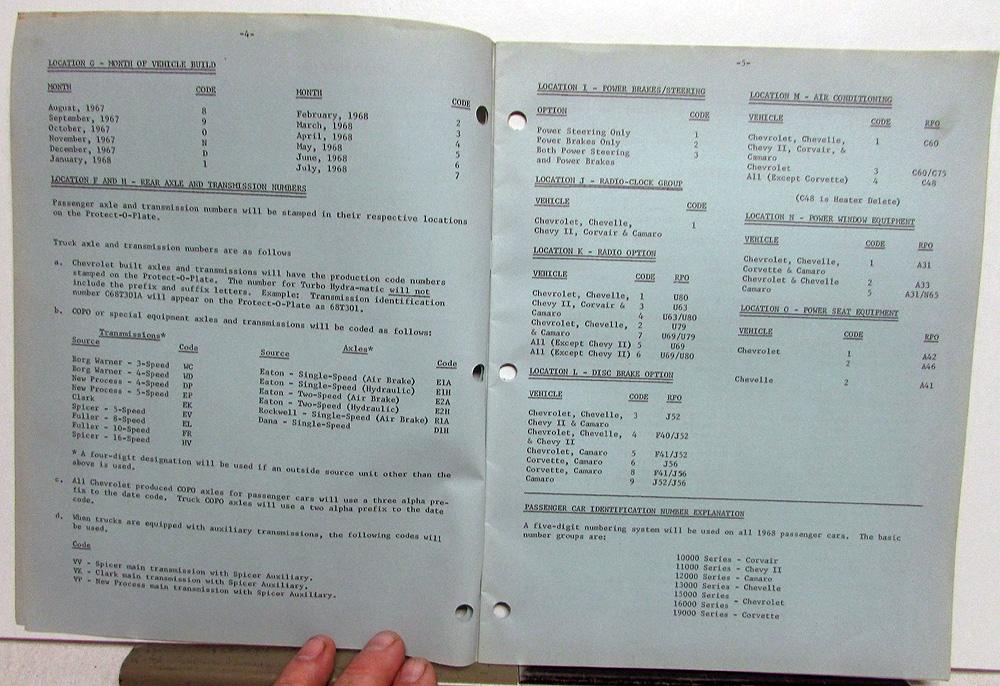 -4-
LOCATION G - MONTH OF VEHICLE BUILD
MONTH CODE MONTH CODE
August, 1967 8 February, 1968 2
September, 1967 9 March, 1968 3
October, 1967 O April, 1968 4
November, 1967 N May, 1968 5
December, 1967 D June, 1968 6
January, 1968 1 July, 1968 7
LOCATION F AND H - REAR AXLE AND TRANSMISSION NUMBERS
Passenger axle and transmission numbers will be stamped in their respective locations
on the Protect-O-Plate.
Truck axle and transmission numbers are as follows
a. Chevrolet built axles and transmissions will have the production code numbers
stamped on the Protect-O-Plate. The number for Turbo Hydra-matic will not
include the prefix and suffix letters. Example: Transmission identification
number C68T301A will appear on the Protect-O-Plate as 68T301.
b. COPO or special equipment axles and transmissions will be coded as follows:
Transmissions* Axles*
Source Code Source Code
Borg Warner - 3-Speed WC Eaton - Single-Speed (Air Brake) E1A
Borg Warner - 4-Speed WD Eaton - Single-Speed (Hydraulic) E1H
New Process - 4-Speed DP Eaton - Two-Speed (Air Brake) E2A
New Process - 5-Speed EP Eaton - Two-Speed (Hydraulic) E2H
Clark EK Rockwell - Single-Speed (Air Brake) R1A
Spicer - 5-Speed EV Dana - Single-Speed D1H
Fuller - 8-Speed EL
Fuller - 10-Speed FR
Spicer - 16-Speed HV
* A four-digit designation will be used if an outside source unit other than the
above is used.
c. All Chevrolet produced COPO axles for passenger cars will use a three alpha pre-
fix to the date code. Truck COPO axles will use a two alpha prefix to the date
code.
d. When trucks are equipped with auxiliary transmissions, the following codes will
be used.
Code
VV - Spicer main transmission with Spicer Auxiliary.
VK - Clark main transmission with Spicer Auxiliary.
VP - New Process main transmission with Spicer Auxiliary.
-5-
LOCATION I - POWER BRAKES/STEERING
OPTION CODE
Power Steering Only 1
Power Brakes Only 2
Both Power Steering 3
and Power Brakes
LOCATION J - RADIO-CLOCK GROUP
VEHICLE CODE
Chevrolet, Chevelle, 1
Chevy II, Corvair & Camaro
LOCATION K - RADIO OPTION
VEHICLE CODE RPO
Chevrolet, Chevelle, 1 U80
Chevy II, Corvair & 3 U63
Camaro 4 U63/U80
Chevrolet, Chevelle, 2 U79
Camaro 7 U69/U79
All (Except Chevy II) 5 U69
All (Except Chevy II) 6 U69/U80
LOCATION L - DISC BRAKE OPTION
VEHICLE CODE RPO
Chevrolet, Chevelle, 3 J52
Chevy II & Camaro
Chevrolet, Chevelle, 4 F40/J52
& Chevy II
Chevrolet, Camaro 5 F41/J52
Corvette, Camaro 6 J56
Corvette, Camaro 8 F41/J56
Camaro 9 J52/J56
LOCATION M - AIR CONDITIONING
VEHICLE CODE RPO
Chevrolet, Chevelle, 1 C60
Chevy II, Corvair, &
Camaro
Chevrolet 3 C60/C75
All (Except Corvette) 4 C48
(C48 is Heater Delete)
LOCATION N - POWER WINDOW EQUIPMENT
VEHICLE CODE RPO
Chevrolet, Chevelle, 1 A31
Corvette & Camaro
Chevrolet & Chevelle 2 A33
Camaro 5 A31/N65
LOCATION O - POWER SEAT EQUIPMENT
VEHICLE CODE RPO
Chevrolet 1 A42
2 A46
Chevelle 2 A41
PASSENGER CAR IDENTIFICATION NUMBER EXPLANATION
A five-digit numbering system will be used on all 1968 passenger cars. The basic
number groups are:
10000 Series - Corvair
11000 Series - Chevy II
12000 Series - Camaro
13000 Series - Chevelle
15000 Series
16000 Series - Chevrolet
19000 Series - Corvette